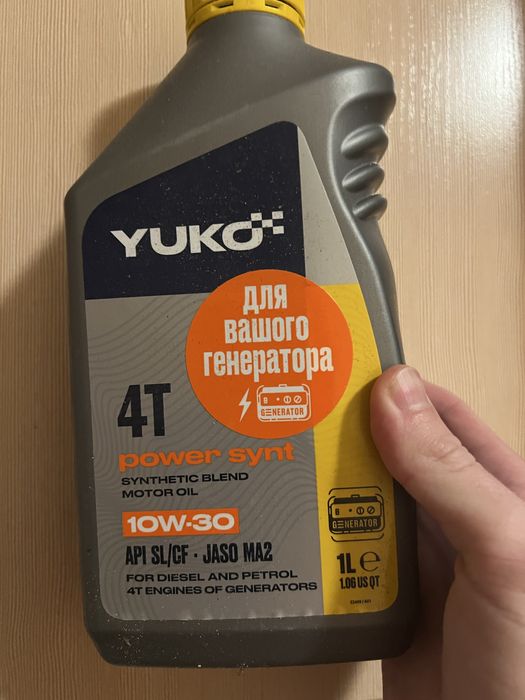 YUKO
для
вашого
генератора
GENERATOR
4T
power synt
SYNTHETIC BLEND
MOTOR OIL
10W-30
API SL/CF · JASO MA2
FOR DIESEL AND PETROL
4T ENGINES OF GENERATORS
GENERATOR
1L e
1.06 US QT